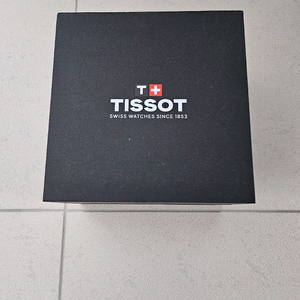 T+
TISSOT
SWISS WATCHES SINCE 1853